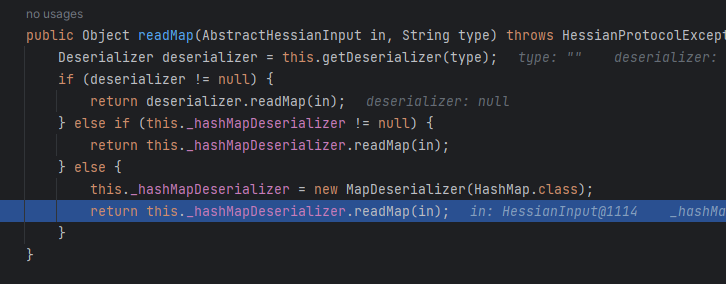 no usages
public Object readMap(AbstractHessianInput in, String type) throws HessianProtocolExcept
Deserializer deserializer = this.getDeserializer(type); type: "" deserializer:
if (deserializer != null) {
return deserializer.readMap(in); deserializer: null
} else if (this._hashMapDeserializer != null) {
return this._hashMapDeserializer.readMap(in);
} else {
this._hashMapDeserializer = new MapDeserializer(HashMap.class);
return this._hashMapDeserializer.readMap(in); in: HessianInput@1114 _hashMa
}
}